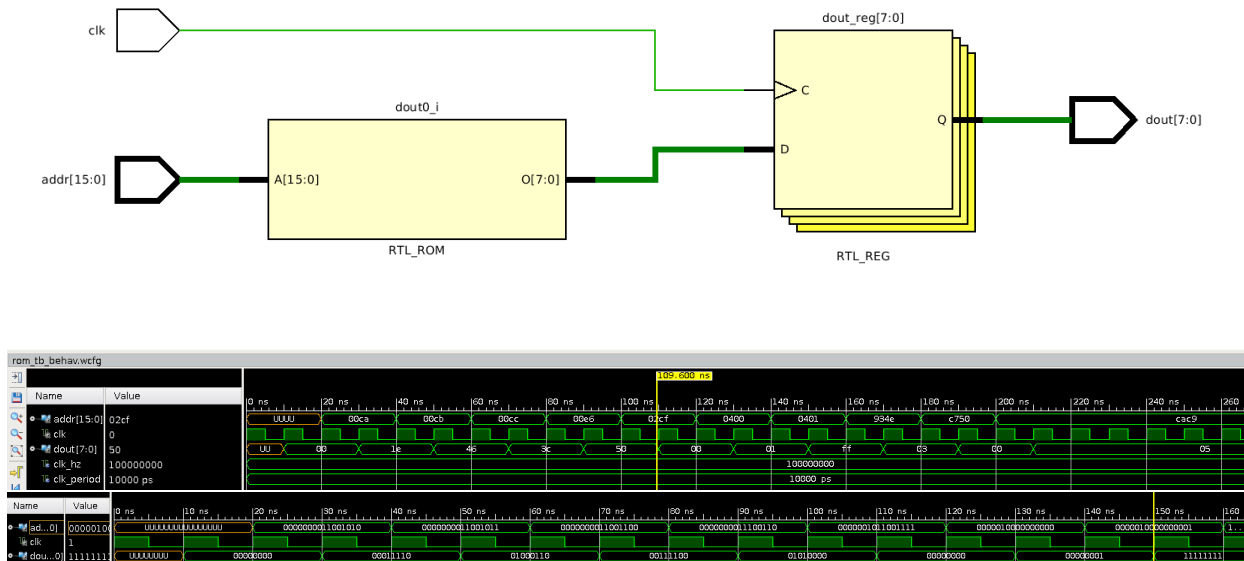 dout_reg[7:0]
clk
C
dout0_i
Q
dout[7:0]
D
addr[15:0]
A[15:0]
O[7:0]
RTL_ROM
RTL_REG
rom_tb_behav.wcfg
109.600 ns
Name Value
0 ns 20 ns 40 ns 60 ns 80 ns 100 ns 120 ns 140 ns 160 ns 180 ns 200 ns 220 ns 240 ns 260
addr[15:0] 02cf UUUU 00ca 00cb 00cc 00e6 02cf 0400 0401 934e c750 cac9
clk 0
dout[7:0] 50 UU 00 1e 46 3c 50 00 01 ff 03 00 05
clk_hz 100000000 100000000
clk_period 10000 ps 10000 ps
Name Value 0 ns 10 ns 20 ns 30 ns 40 ns 50 ns 60 ns 70 ns 80 ns 90 ns 100 ns 110 ns 120 ns 130 ns 140 ns 150 ns 160
ad...0] 00000100 UUUUUUUUUUUUUUUU 0000000011001010 0000000011001011 0000000011001100 0000000011100110 0000001011001111 0000010000000000 0000010000000001 1...
clk 1
dou...0] 11111111 UUUUUUUU 00000000 00011110 01000110 00111100 01010000 00000000 00000001 11111111